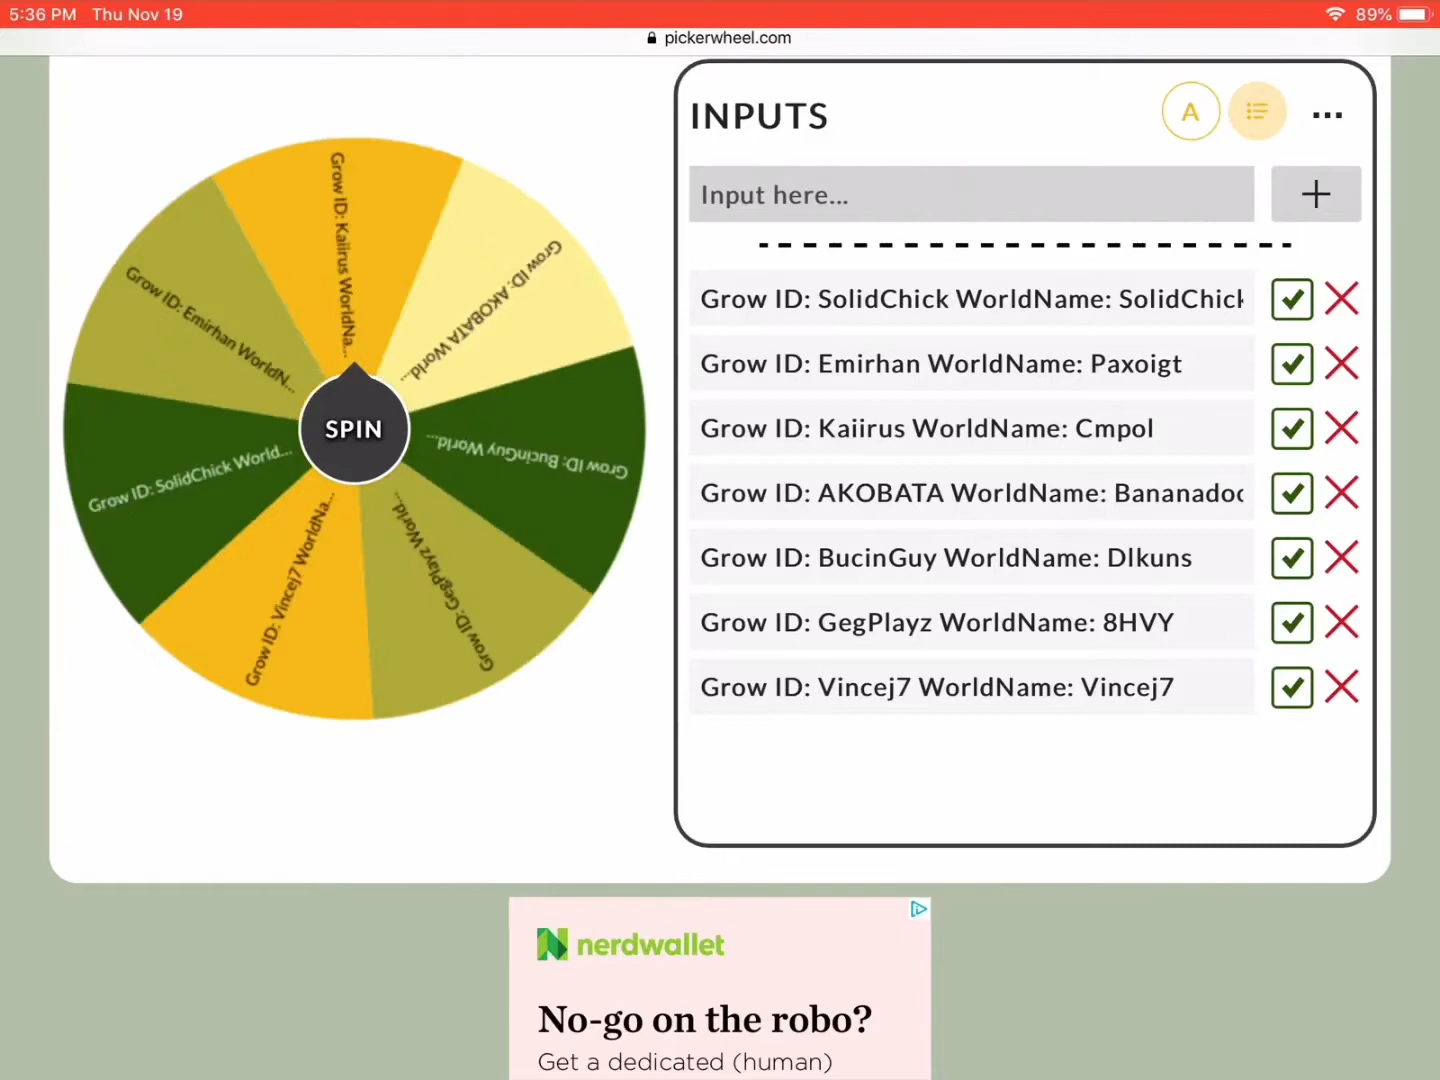 5:36 PM Thu Nov 19
89%
pickerwheel.com
INPUTS
A
...
Input here...
+
Grow ID: SolidChick WorldName: SolidChick
Grow ID: Emirhan WorldName: Paxoigt
Grow ID: Kaiirus WorldName: Cmpol
Grow ID: AKOBATA WorldName: Bananadoc
Grow ID: BucinGuy WorldName: Dlkuns
Grow ID: GegPlayz WorldName: 8HVY
Grow ID: Vincej7 WorldName: Vincej7
Grow ID: Kaiirus WorldNa...
Grow ID: AKOBATA World...
Grow ID: BucinGuy World...
Grow ID: GegPlayz World...
Grow ID: Vincej7 WorldNa...
Grow ID: SolidChick World...
Grow ID: Emirhan WorldN...
SPIN
nerdwallet
No-go on the robo?
Get a dedicated (human)